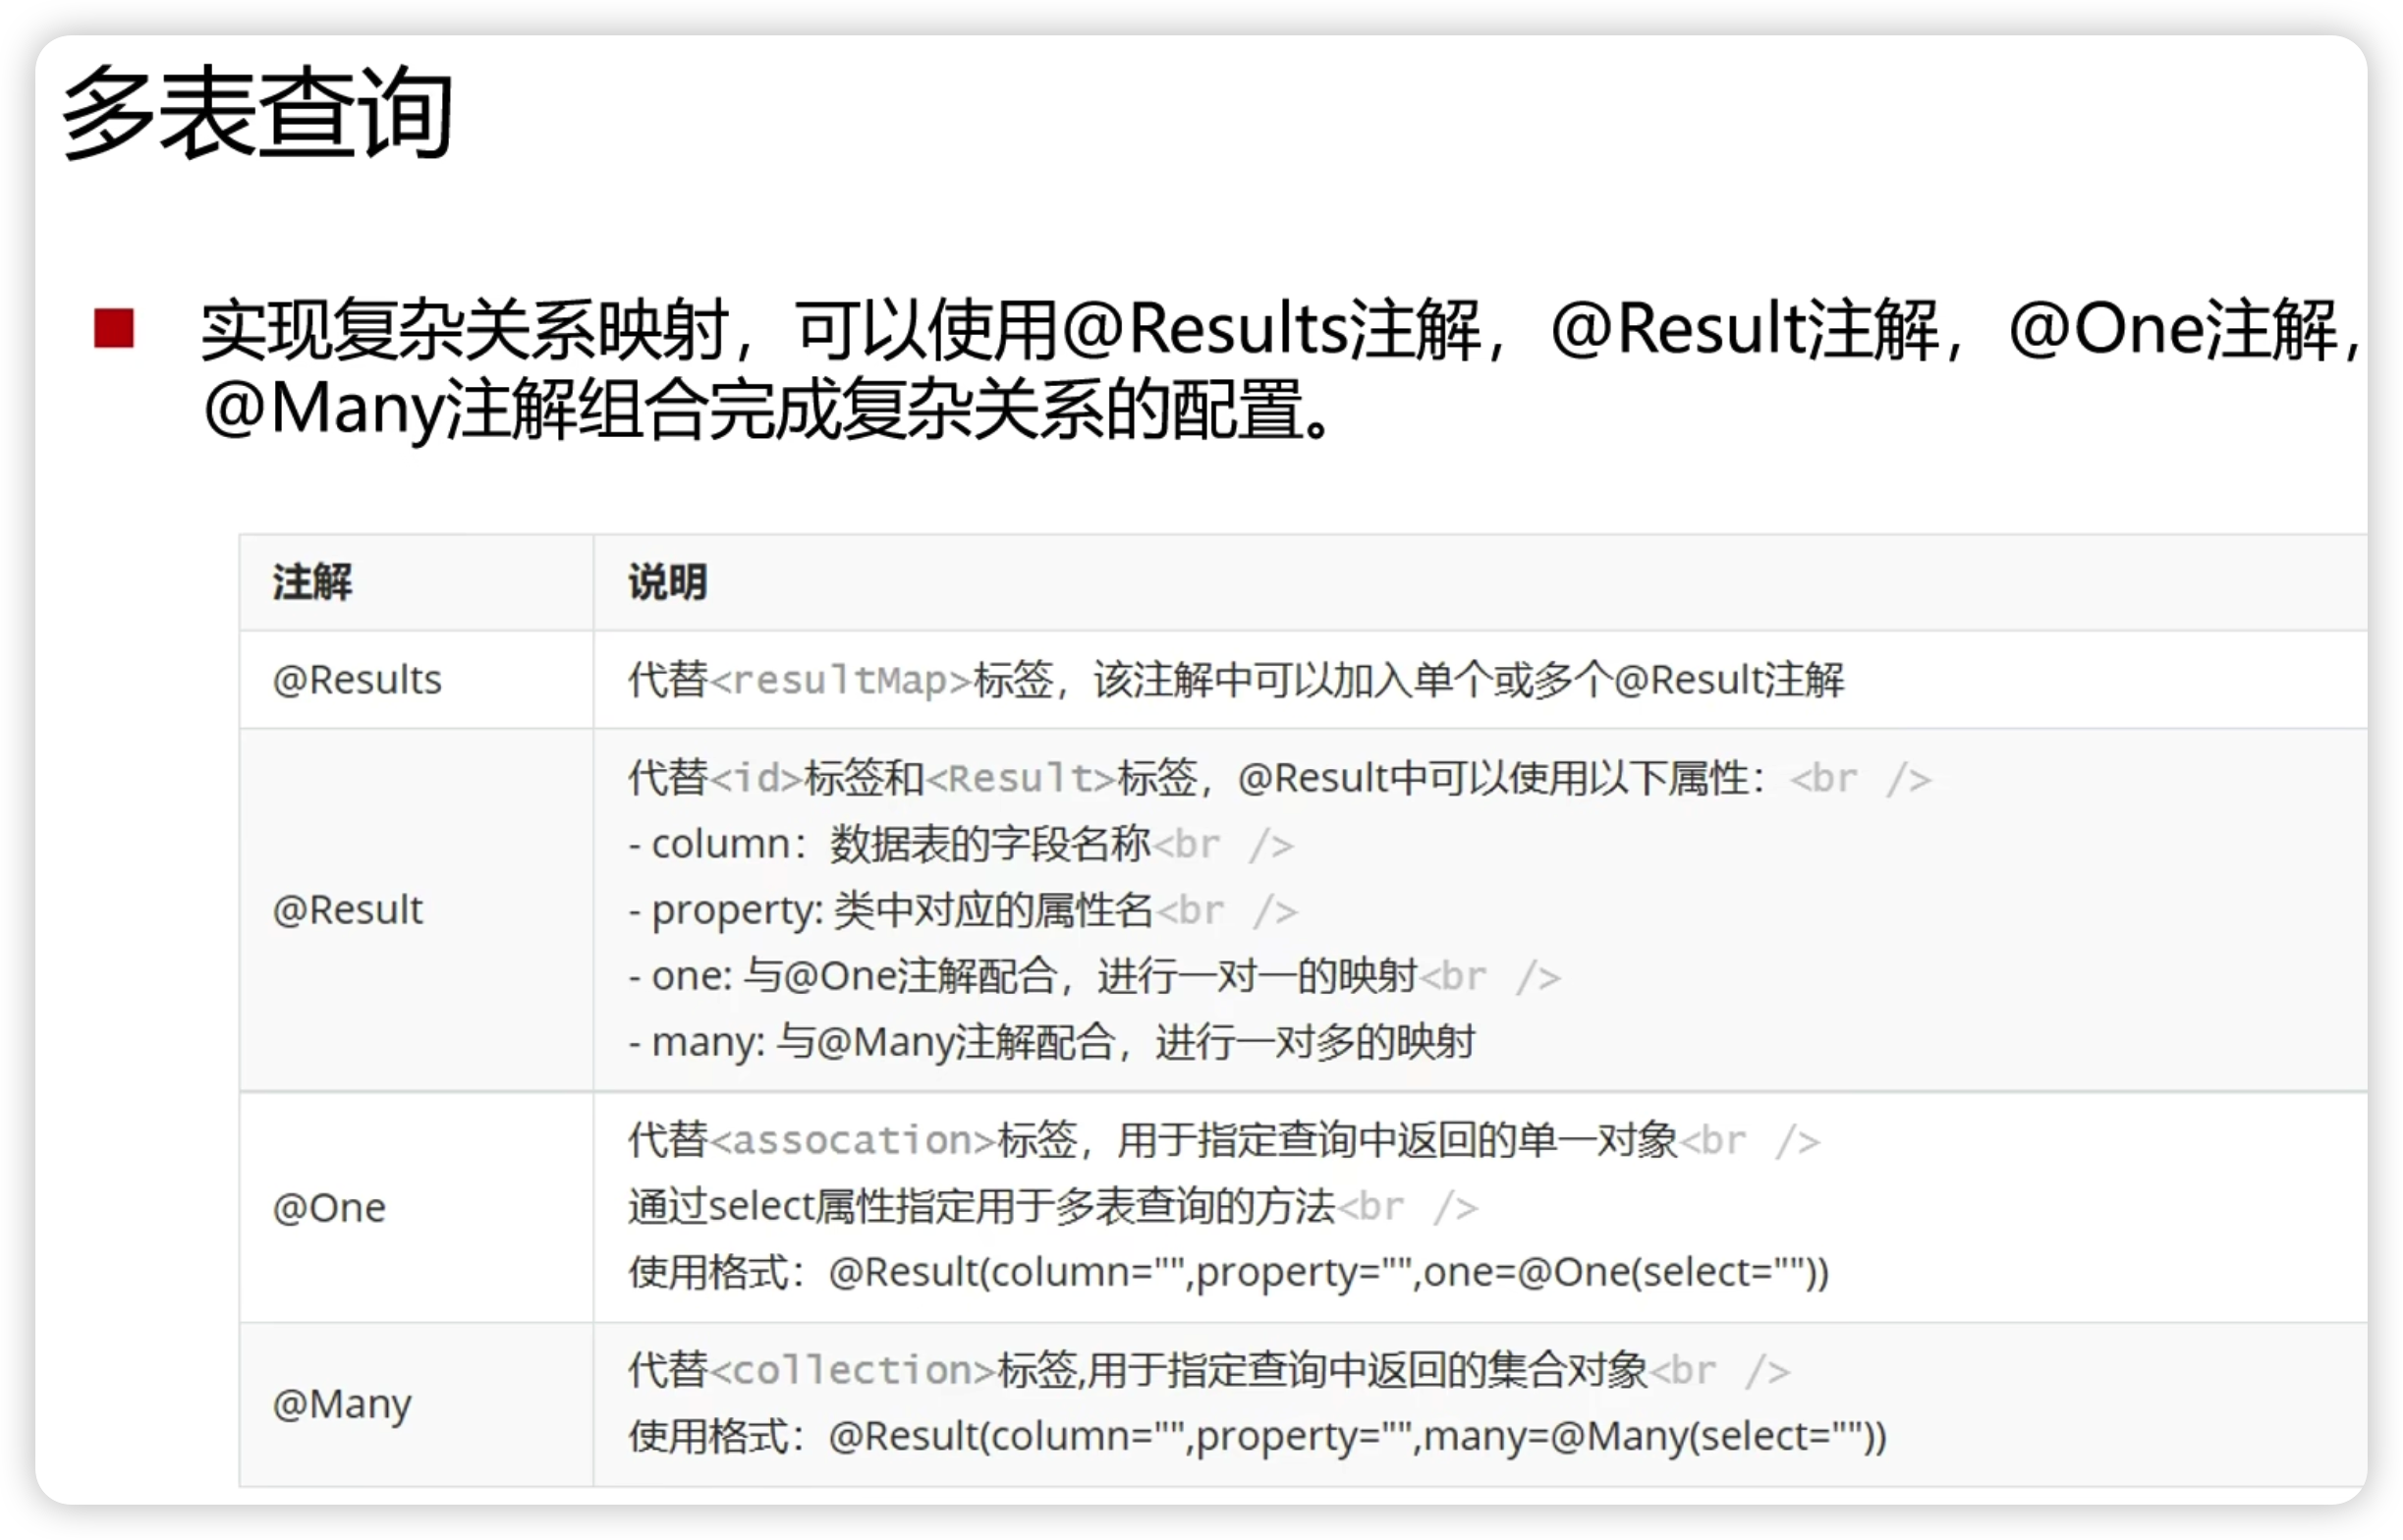 多表查询
实现复杂关系映射，可以使用@Results注解，@Result注解，@One注解，
@Many注解组合完成复杂关系的配置。
注解 说明
@Results 代替<resultMap>标签，该注解中可以加入单个或多个@Result注解
代替<id>标签和<Result>标签，@Result中可以使用以下属性：<br />
- column：数据表的字段名称<br />
@Result - property: 类中对应的属性名<br />
- one: 与@One注解配合，进行一对一的映射<br />
- many: 与@Many注解配合，进行一对多的映射
代替<assocation>标签，用于指定查询中返回的单一对象<br />
@One 通过select属性指定用于多表查询的方法<br />
使用格式：@Result(column="",property="",one=@One(select=""))
@Many 代替<collection>标签,用于指定查询中返回的集合对象<br />
使用格式：@Result(column="",property="",many=@Many(select=""))